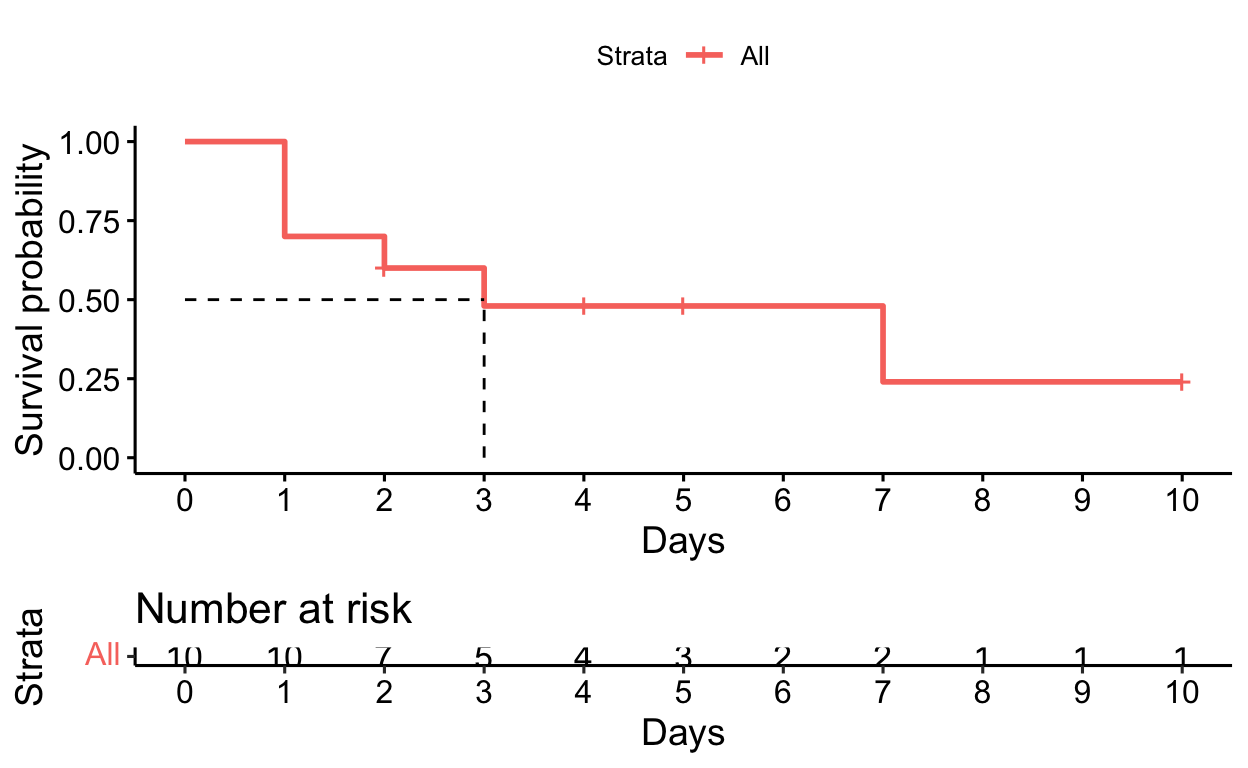 Strata All
Survival probability
1.00
0.75
0.50
0.25
0.00
0 1 2 3 4 5 6 7 8 9 10
Days
Number at risk
Strata
All 10 10 7 5 4 3 2 2 1 1 1
0 1 2 3 4 5 6 7 8 9 10
Days